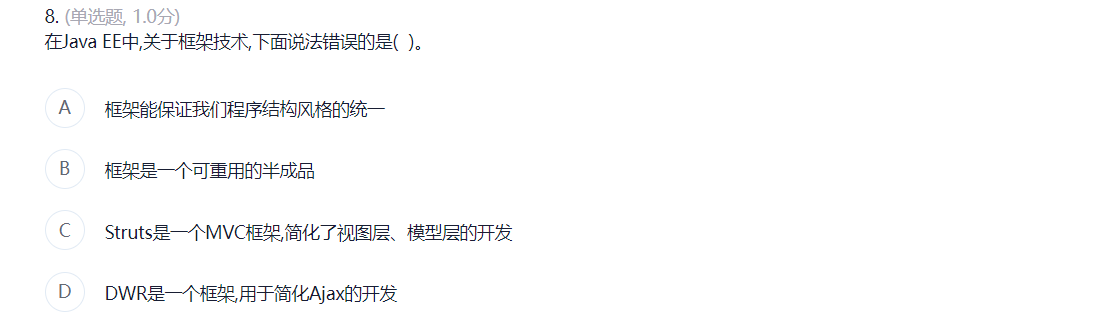 8. (单选题, 1.0分)
在Java EE中,关于框架技术,下面说法错误的是(  )。
A 框架能保证我们程序结构风格的统一
B 框架是一个可重用的半成品
C Struts是一个MVC框架,简化了视图层、模型层的开发
D DWR是一个框架,用于简化Ajax的开发